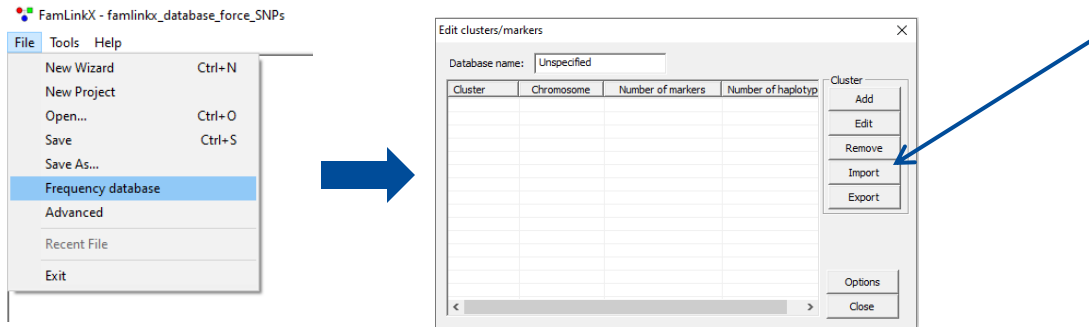 FamLinkX - famlinkx_database_force_SNPs
File Tools Help
New Wizard Ctrl+N
New Project
Open... Ctrl+O
Save Ctrl+S
Save As...
Frequency database
Advanced
Recent File
Exit
Edit clusters/markers
Database name: Unspecified
Cluster Chromosome Number of markers Number of haplotyp
Cluster
Add
Edit
Remove
Import
Export
Options
Close